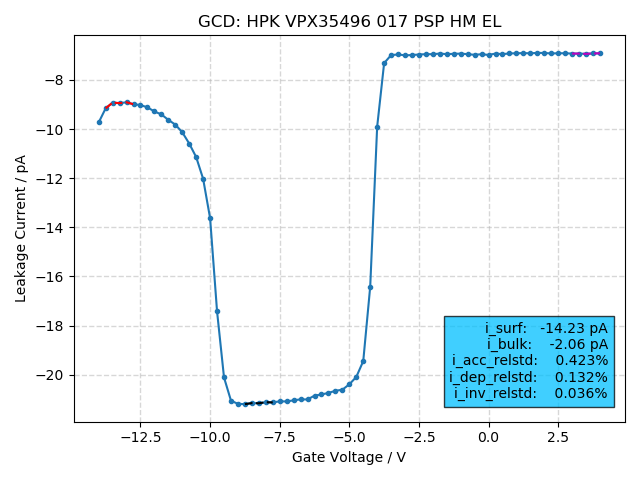 GCD: HPK VPX35496 017 PSP HM EL
Leakage Current / pA
−8
−10
−12
−14
−16
−18
−20
i_surf: -14.23 pA
i_bulk: -2.06 pA
i_acc_relstd: 0.423%
i_dep_relstd: 0.132%
i_inv_relstd: 0.036%
−12.5 −10.0 −7.5 −5.0 −2.5 0.0 2.5
Gate Voltage / V